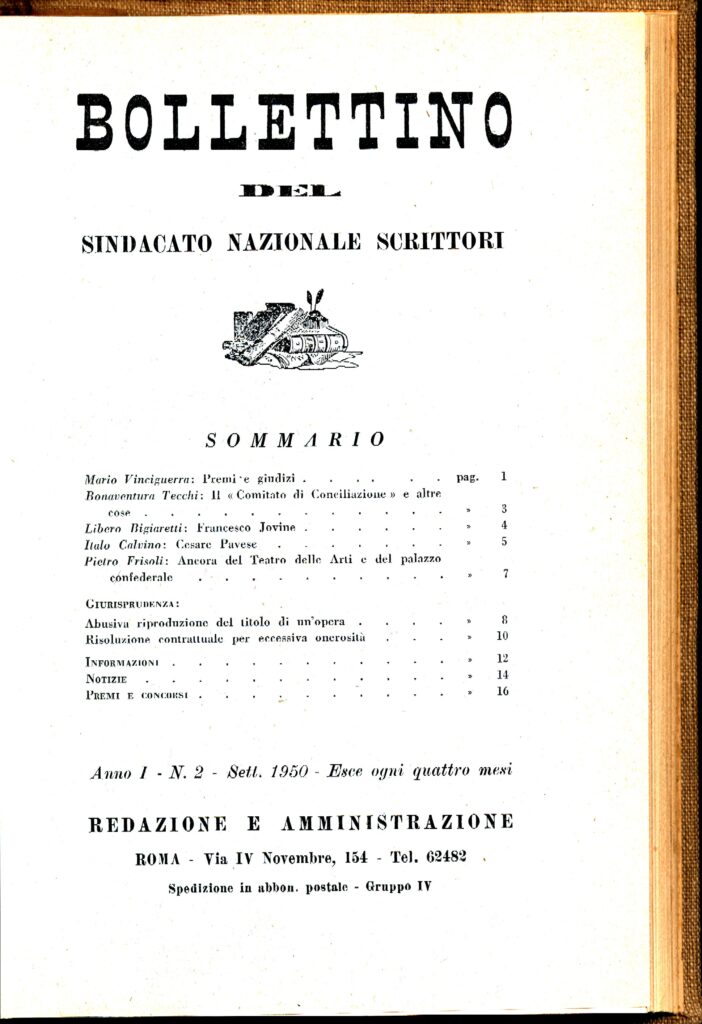 BOLLETTINO
DEL
SINDACATO NAZIONALE SCRITTORI
SOMMARIO
Mario Vinciguerra: Premi e giudizi . . . . . pag. 1
Bonaventura Tecchi: Il « Comitato di Conciliazione » e altre
cose . . . . . . . . . . . . » 3
Libero Bigiaretti: Francesco Jovine . . . . . . » 4
Italo Calvino: Cesare Pavese . . . . . . . » 5
Pietro Frisoli: Ancora del Teatro delle Arti e del palazzo
confederale . . . . . . . . . . » 7
GIURISPRUDENZA:
Abusiva riproduzione del titolo di un'opera . . . . » 8
Risoluzione contrattuale per eccessiva onerosità . . . » 10
INFORMAZIONI . . . . . . . . . . . » 12
NOTIZIE . . . . . . . . . . . . » 14
PREMI E CONCORSI . . . . . . . . . . » 16
Anno I - N. 2 - Sett. 1950 - Esce ogni quattro mesi
REDAZIONE E AMMINISTRAZIONE
ROMA - Via IV Novembre, 154 - Tel. 62482
Spedizione in abbon. postale - Gruppo IV